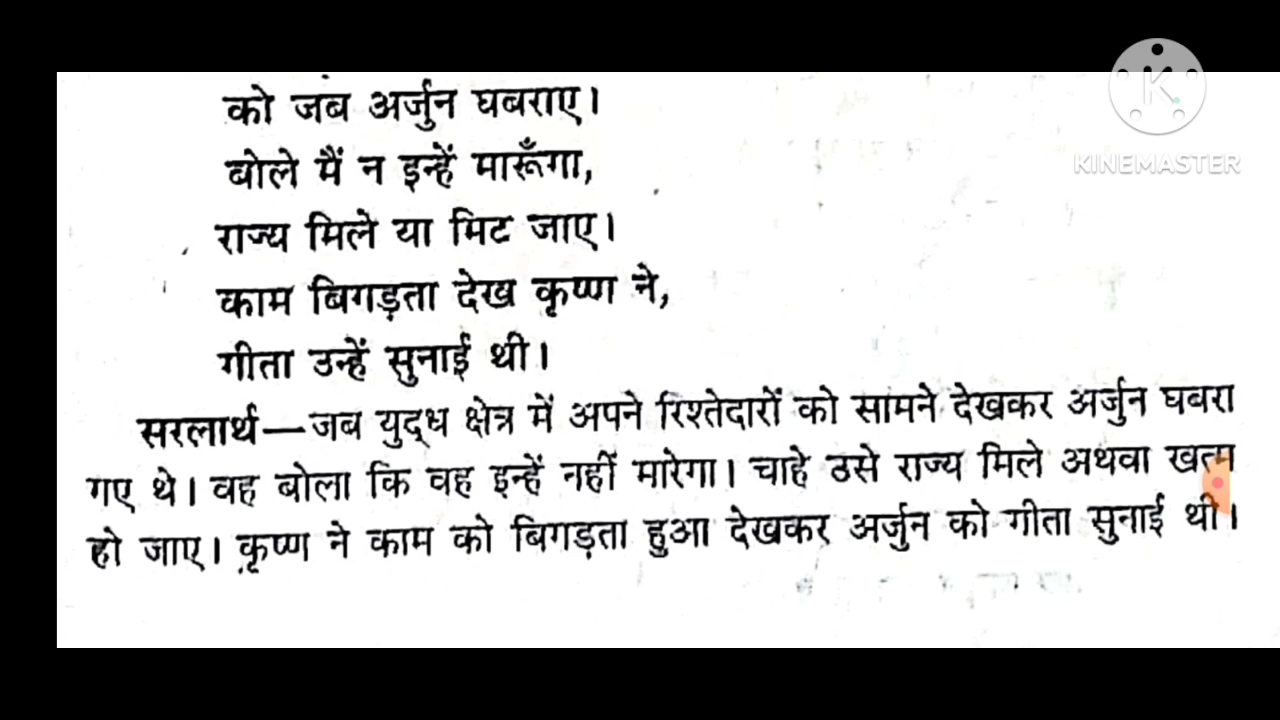 को जब अर्जुन घबराए।
बोले मैं न इन्हें मारूँगा,
राज्य मिले या मिट जाए।
काम बिगड़ता देख कृष्ण ने,
गीता उन्हें सुनाई थी।
सरलार्थ—जब युद्ध क्षेत्र में अपने रिश्तेदारों को सामने देखकर अर्जुन घबरा
गए थे। वह बोला कि वह इन्हें नहीं मारेगा। चाहे उसे राज्य मिले अथवा खत्म
हो जाए। कृष्ण ने काम को बिगड़ता हुआ देखकर अर्जुन को गीता सुनाई थी।
K
KINEMASTER